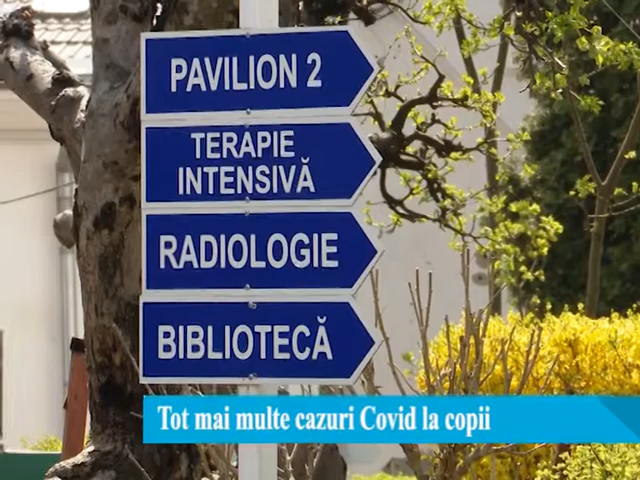 PAVILION 2
TERAPIE
INTENSIVĂ
RADIOLOGIE
BIBLIOTECĂ
Tot mai multe cazuri Covid la copii